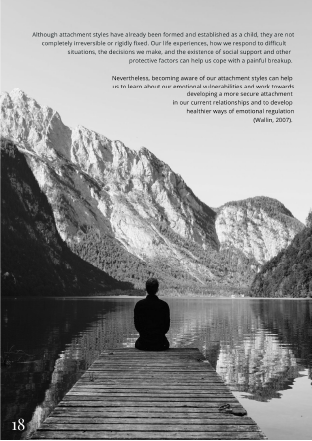 Although attachment styles have already been formed and established as a child, they are not
completely irreversible or rigidly fixed. Our life experiences, how we respond to difficult
situations, the decisions we make, and the existence of social support and other
protective factors can help us cope with a painful breakup.
Nevertheless, becoming aware of our attachment styles can help
us to learn about our emotional vulnerabilities and work towards
developing a more secure attachment
in our current relationships and to develop
healthier ways of emotional regulation
(Wallin, 2007).
18